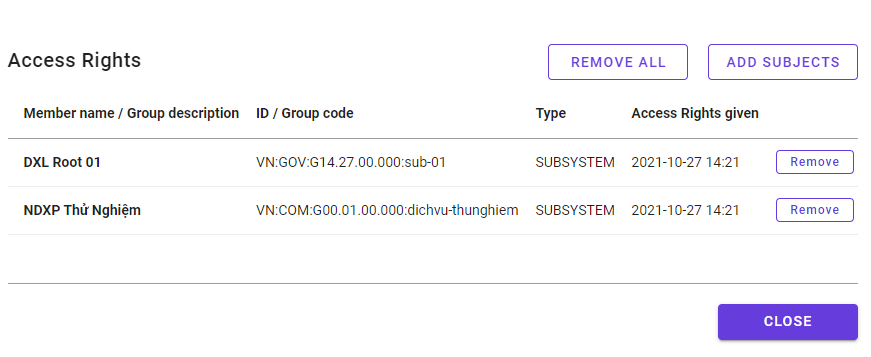 Access Rights
REMOVE ALL
ADD SUBJECTS
Member name / Group description ID / Group code Type Access Rights given
DXL Root 01 VN:GOV:G14.27.00.000:sub-01 SUBSYSTEM 2021-10-27 14:21 Remove
NDXP Thử Nghiệm VN:COM:G00.01.00.000:dichvu-thunghiem SUBSYSTEM 2021-10-27 14:21 Remove
CLOSE